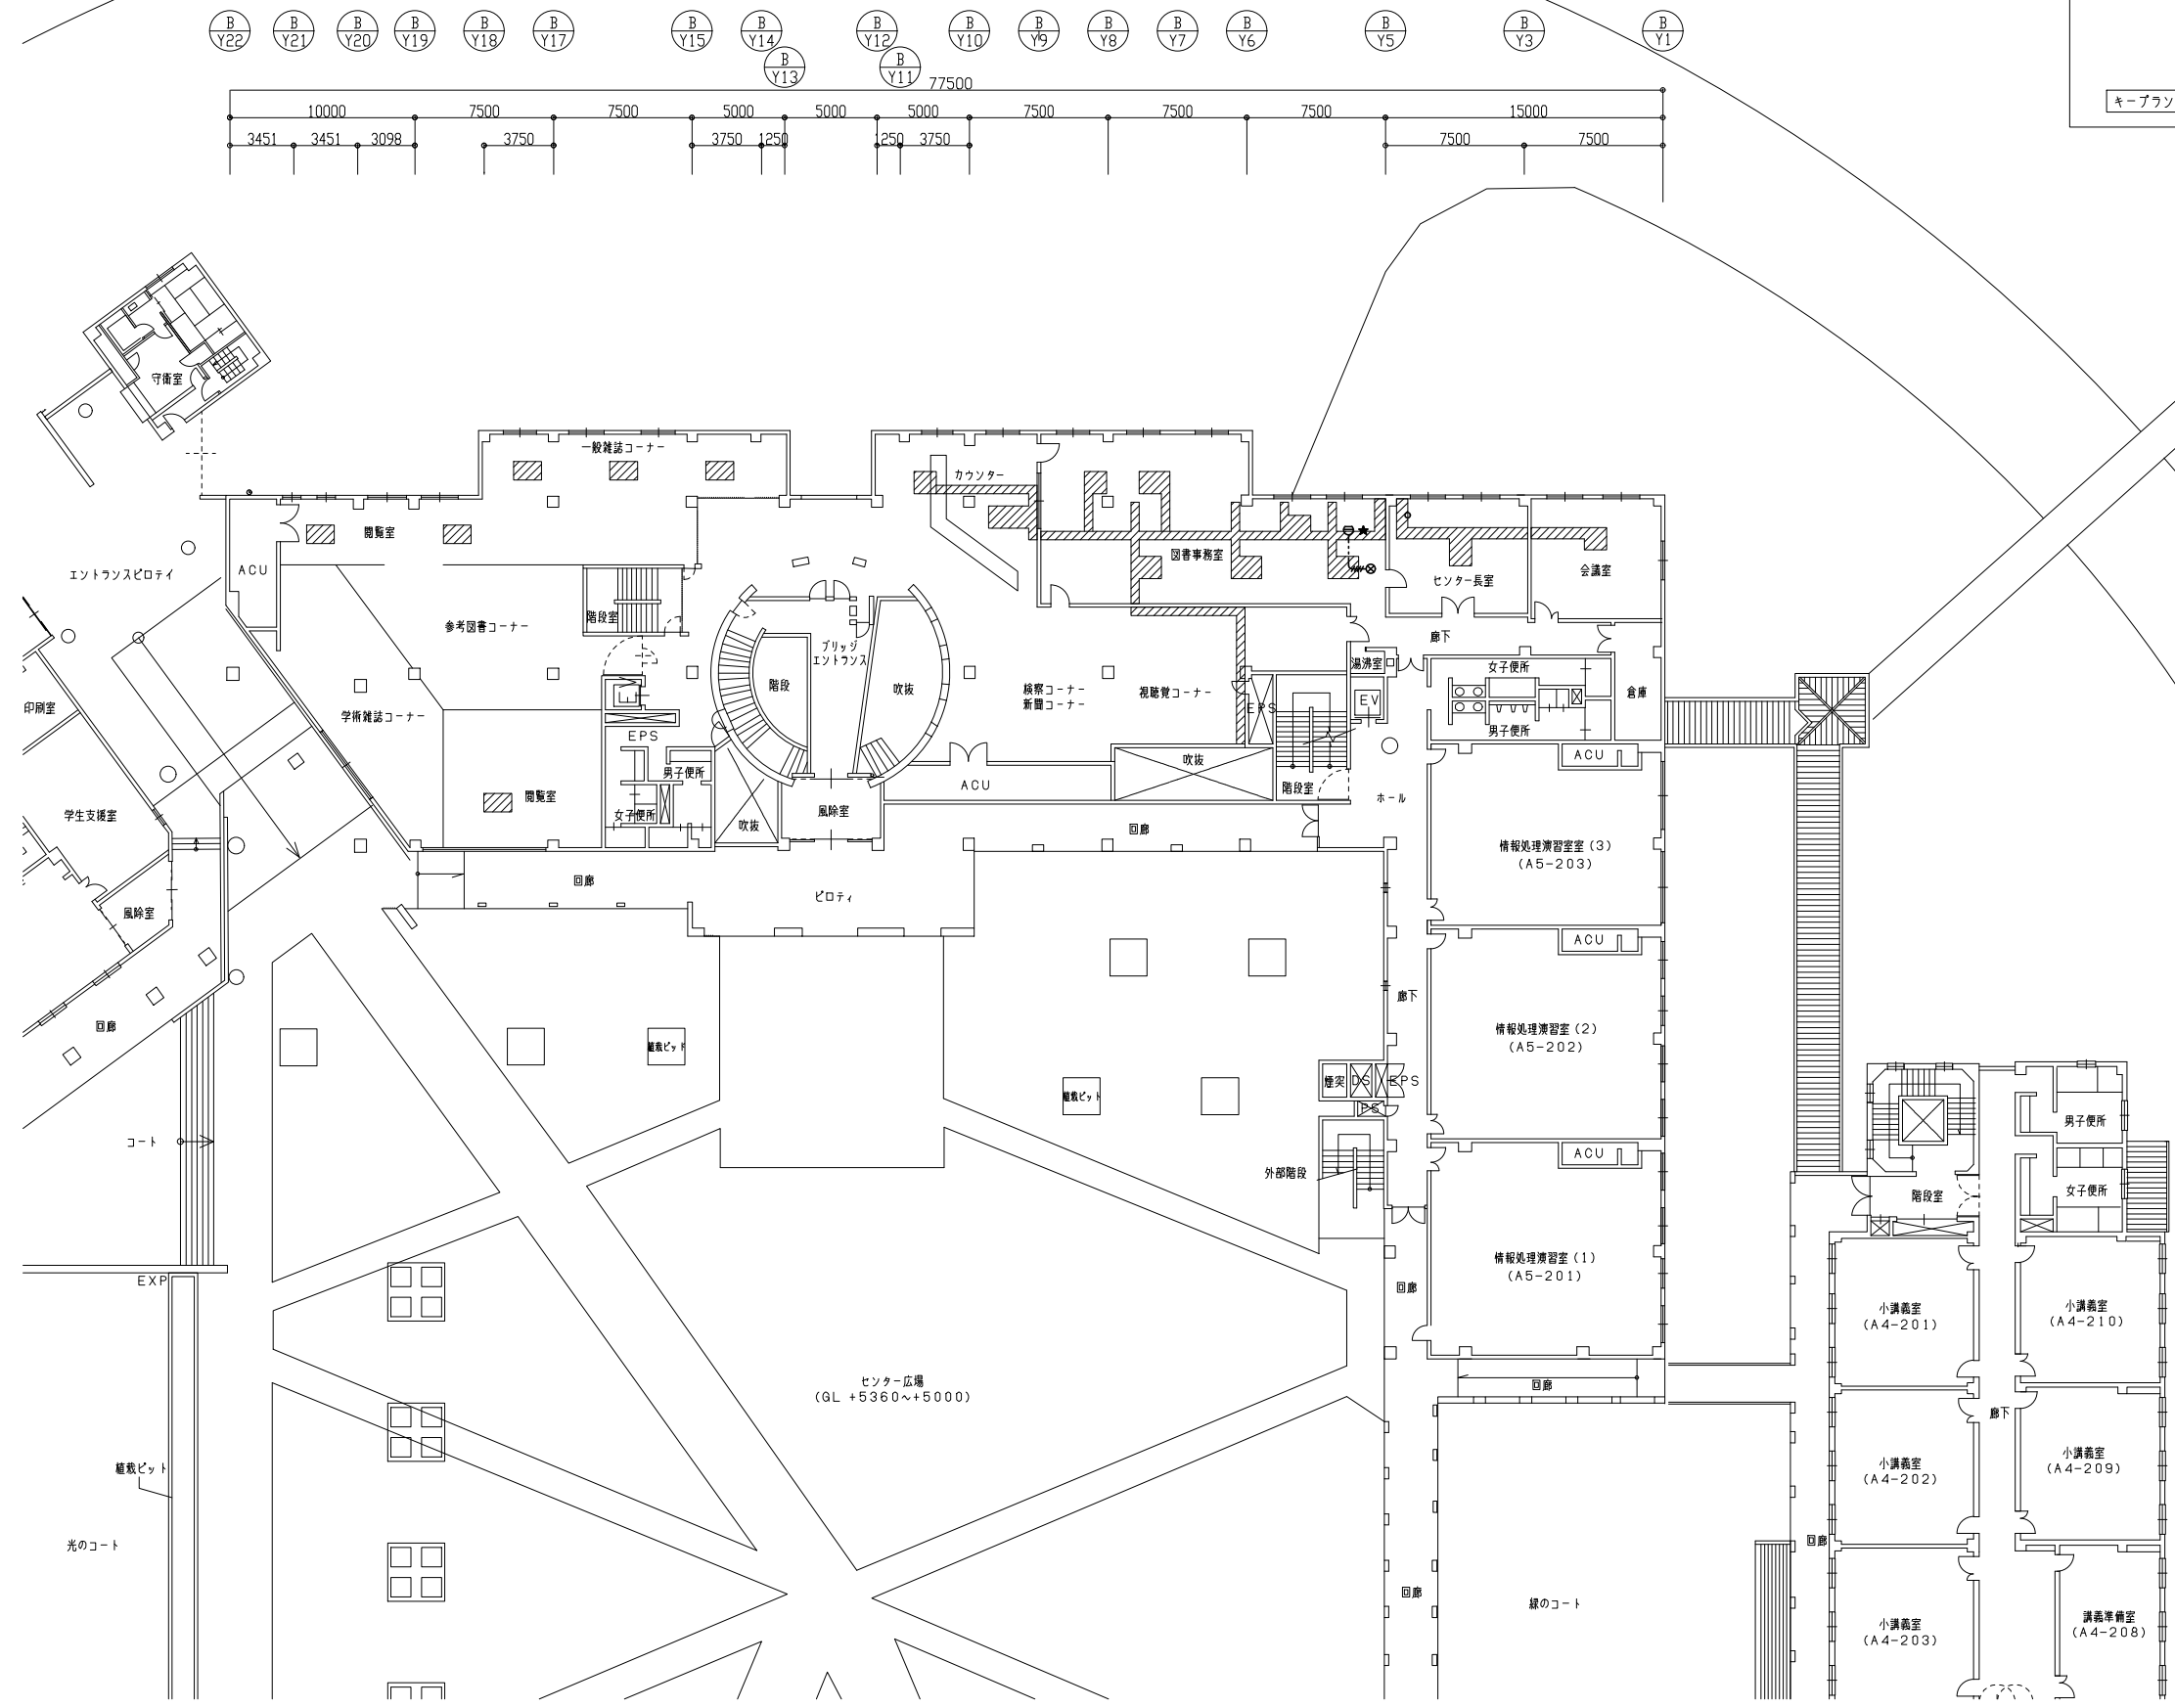 B B B B B B B B B B B B B B B B B
Y22 Y21 Y20 Y19 Y18 Y17 Y15 Y14 Y12 Y10 Y9 Y8 Y7 Y6 Y5 Y3 Y1
B B
Y13 Y11
77500
10000 7500 7500 5000 5000 5000 7500 7500 7500 15000
3451 3451 3098 3750 3750 1250 1250 3750 7500 7500
キープラン
守衛室
一般雑誌コーナー
カウンター
閲覧室
図書事務室
ACU
エントランスピロティ
センター長室
会議室
階段室
参考図書コーナー
ブリッジ
エントランス
廊下
湯沸室
女子便所
階段
吹抜
検察コーナー
新聞コーナー
視聴覚コーナー
倉庫
EV
EPS
印刷室
学術雑誌コーナー
EPS
男子便所
ACU
吹抜
男子便所
ACU
階段室
閲覧室
ホール
学生支援室
女子便所
吹抜
風除室
回廊
情報処理演習室室(3)
(A5-203)
回廊
ピロティ
風除室
ACU
廊下
回廊
植栽ピッド
情報処理演習室(2)
(A5-202)
煙突
DS
EPS
植栽ピット
PS
コート
男子便所
ACU
外部階段
階段室
女子便所
EXP
情報処理演習室(1)
(A5-201)
回廊
小講義室
(A4-201)
小講義室
(A4-210)
センター広場
(GL +5360~+5000)
回廊
廊下
植栽ピット
小講義室
(A4-202)
小講義室
(A4-209)
光のコート
回廊
回廊
緑のコート
小講義室
(A4-203)
講義準備室
(A4-208)